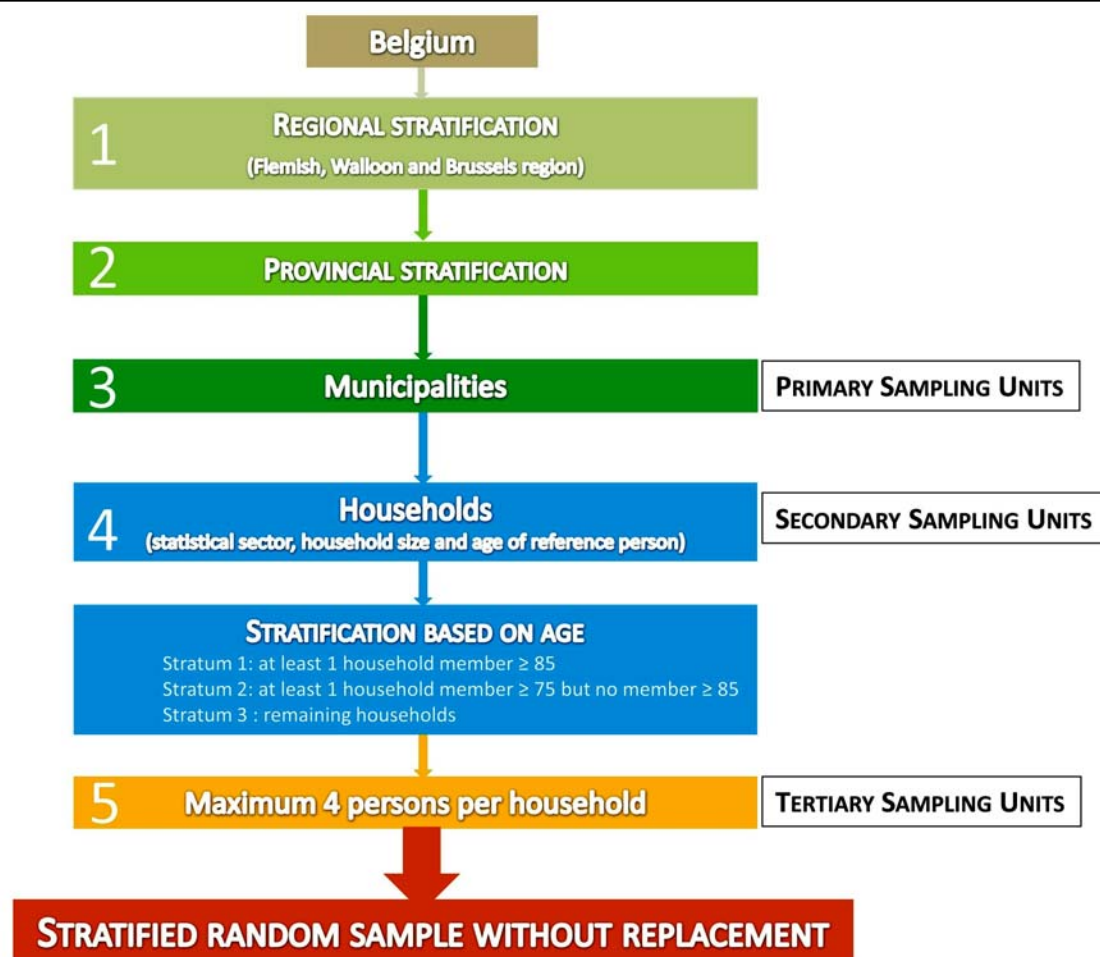 Belgium
1
REGIONAL STRATIFICATION
(Flemish, Walloon and Brussels region)
2
PROVINCIAL STRATIFICATION
3
Municipalities
PRIMARY SAMPLING UNITS
4
Households
(statistical sector, household size and age of reference person)
SECONDARY SAMPLING UNITS
STRATIFICATION BASED ON AGE
Stratum 1: at least 1 household member ≥ 85
Stratum 2: at least 1 household member ≥ 75 but no member ≥ 85
Stratum 3 : remaining households
5
Maximum 4 persons per household
TERTIARY SAMPLING UNITS
STRATIFIED RANDOM SAMPLE WITHOUT REPLACEMENT